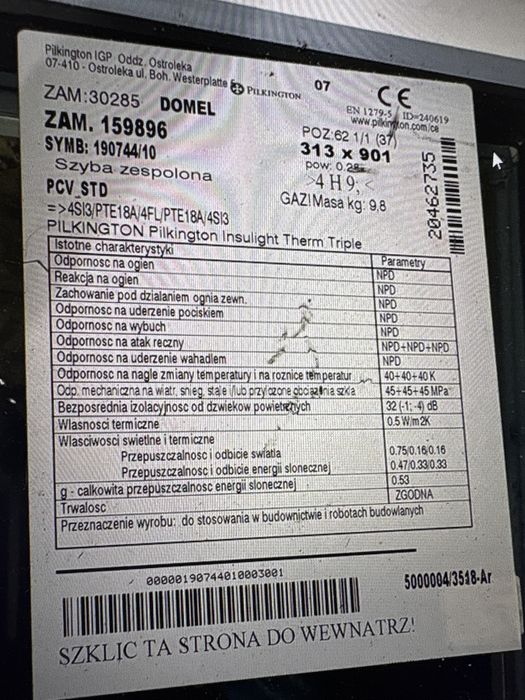 Pilkington IGP Oddz. Ostroleka
07-410 - Ostroleka ul. Boh. Westerplatte
PILKINGTON
07
CE
EN 1279-5 ID=240619
www.pilkington.com/ce
ZAM:30285 DOMEL
ZAM. 159896
POZ:62 1/1 (37)
SYMB: 190744/10
313 x 901
Szyba zespolona
pow: 0.28
PCV_STD
>4 H 9; <
GAZ! Masa kg: 9,8
20462735
=>4SI3/PTE18A/4FL/PTE18A/4SI3
PILKINGTON Pilkington Insulight Therm Triple
Istotne charakterystyki Parametry
Odpornosc na ogien NPD
Reakcja na ogien NPD
Zachowanie pod dzialaniem ognia zewn. NPD
Odpornosc na uderzenie pociskiem NPD
Odpornosc na wybuch NPD
Odpornosc na atak reczny NPD+NPD+NPD
Odpornosc na uderzenie wahadlem NPD
Odpornosc na nagle zmiany temperatury i na roznice temperatur 40+40+40 K
Odp. mechaniczna na wiatr, snieg, stale i/lub przylozone obciazenia szkla 45+45+45 MPa
Bezposrednia izolacyjnosc od dzwiekow powietrznych 32 (-1; -4) dB
Wlasnosci termiczne 0.5 W/m2K
Wlasciwosci swietlne i termiczne
Przepuszczalnosc i odbicie swiatla 0.75/0.16/0.16
Przepuszczalnosc i odbicie energii slonecznej 0.47/0.33/0.33
g - calkowita przepuszczalnosc energii slonecznej 0.53
Trwalosc ZGODNA
Przeznaczenie wyrobu: do stosowania w budownictwie i robotach budowlanych
00000190744010003001
5000004/3518-Ar
SZKLIC TA STRONA DO WEWNATRZ!